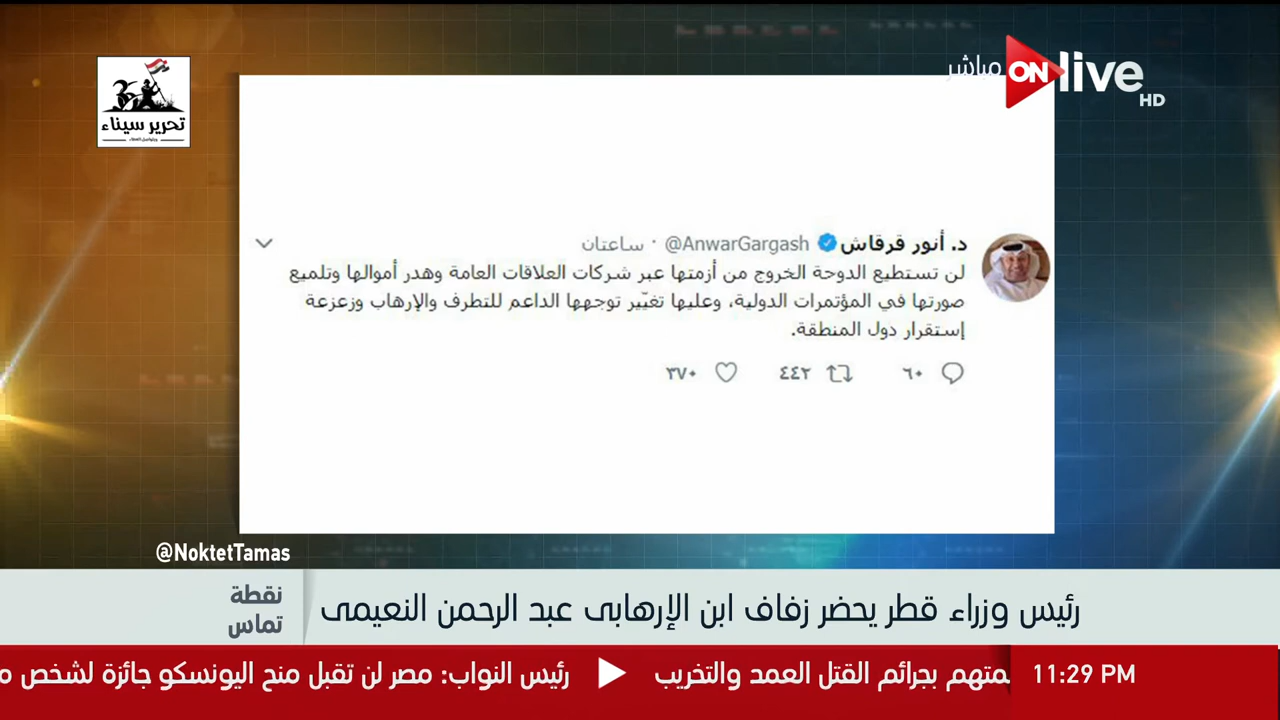 مباشر ON live
HD
36
تحرير سيناء
د. أنور قرقاش @AnwarGargash · ساعتان
لن تستطيع الدوحة الخروج من أزمتها عبر شركات العلاقات العامة وهدر أموالها وتلميع
صورتها في المؤتمرات الدولية، وعليها تغيّير توجهها الداعم للتطرف والإرهاب وزعزعة
إستقرار دول المنطقة.
٦٠ ٤٤٢ ٣٧٠
@NoktetTamas
رئيس وزراء قطر يحضر زفاف ابن الإرهابى عبد الرحمن النعيمى
نقطة
تماس
11:29 PM
متهم بجرائم القتل العمد والتخريب
رئيس النواب: مصر لن تقبل منح اليونسكو جائزة لشخص م